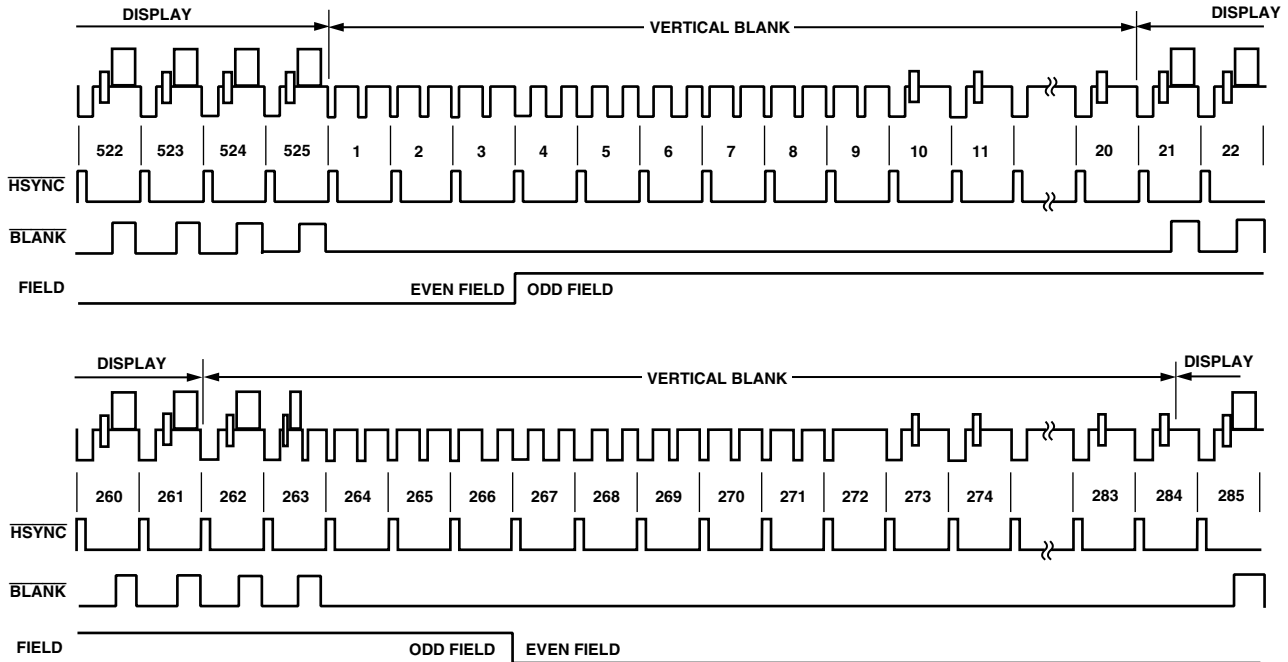 DISPLAY VERTICAL BLANK DISPLAY
522 523 524 525 1 2 3 4 5 6 7 8 9 10 11 20 21 22
HSYNC
BLANK
FIELD EVEN FIELD ODD FIELD
DISPLAY VERTICAL BLANK DISPLAY
260 261 262 263 264 265 266 267 268 269 270 271 272 273 274 283 284 285
HSYNC
BLANK
FIELD ODD FIELD EVEN FIELD